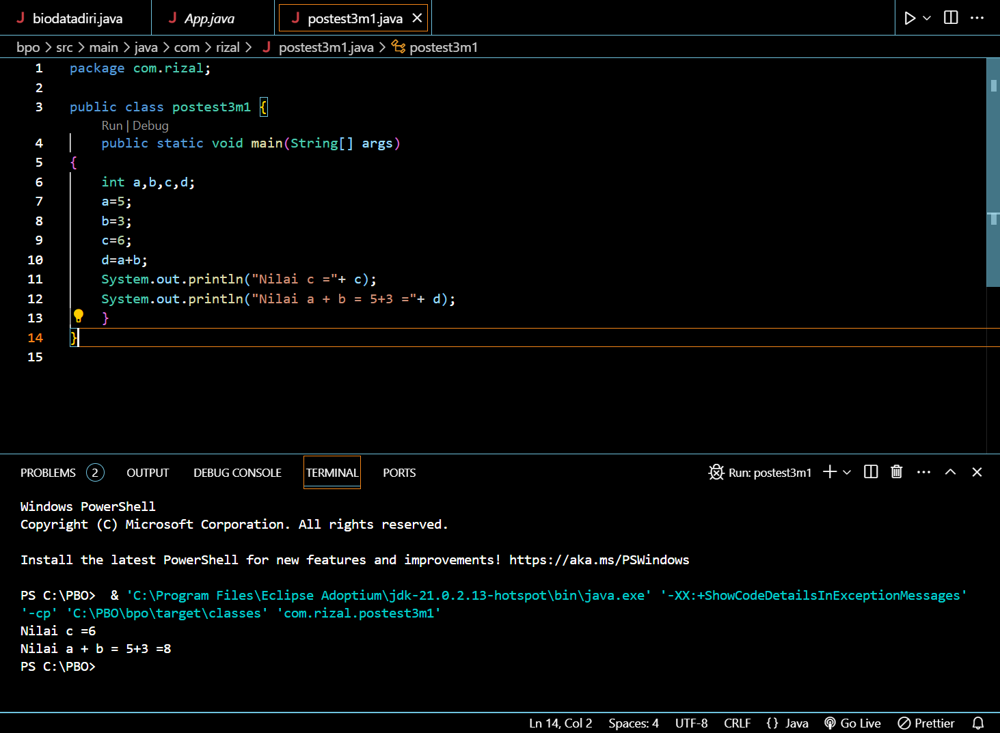 biodatadiri.java App.java postest3m1.java
bpo > src > main > java > com > rizal > postest3m1.java > postest3m1
1 package com.rizal;
2
3 public class postest3m1 {
Run | Debug
4 public static void main(String[] args)
5 {
6 int a,b,c,d;
7 a=5;
8 b=3;
9 c=6;
10 d=a+b;
11 System.out.println("Nilai c ="+ c);
12 System.out.println("Nilai a + b = 5+3 ="+ d);
13 }
14 }
15
PROBLEMS 2 OUTPUT DEBUG CONSOLE TERMINAL PORTS Run: postest3m1
Windows PowerShell
Copyright (C) Microsoft Corporation. All rights reserved.
Install the latest PowerShell for new features and improvements! https://aka.ms/PSWindows
PS C:\PBO>  & 'C:\Program Files\Eclipse Adoptium\jdk-21.0.2.13-hotspot\bin\java.exe' '-XX:+ShowCodeDetailsInExceptionMessages'
'-cp' 'C:\PBO\bpo\target\classes' 'com.rizal.postest3m1'
Nilai c =6
Nilai a + b = 5+3 =8
PS C:\PBO>
Ln 14, Col 2 Spaces: 4 UTF-8 CRLF {} Java Go Live Prettier